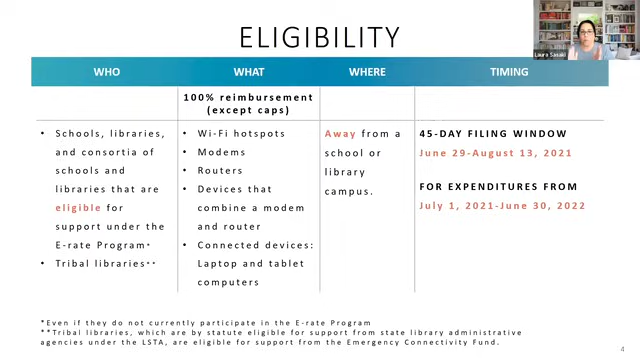 ELIGIBILITY
Laura Sasaki
WHO
WHAT
WHERE
TIMING
100% reimbursement
(except caps)
• Schools, libraries,
and consortia of
schools and
libraries that are
eligible for
support under the
E-rate Program*
• Tribal libraries**
• Wi-Fi hotspots
• Modems
• Routers
• Devices that
combine a modem
and router
• Connected devices:
Laptop and tablet
computers
Away from a
school or
library
campus.
45-DAY FILING WINDOW
June 29-August 13, 2021
FOR EXPENDITURES FROM
July 1, 2021-June 30, 2022
*Even if they do not currently participate in the E-rate Program
**Tribal libraries, which are by statute eligible for support from state library administrative
agencies under the LSTA, are eligible for support from the Emergency Connectivity Fund.
4